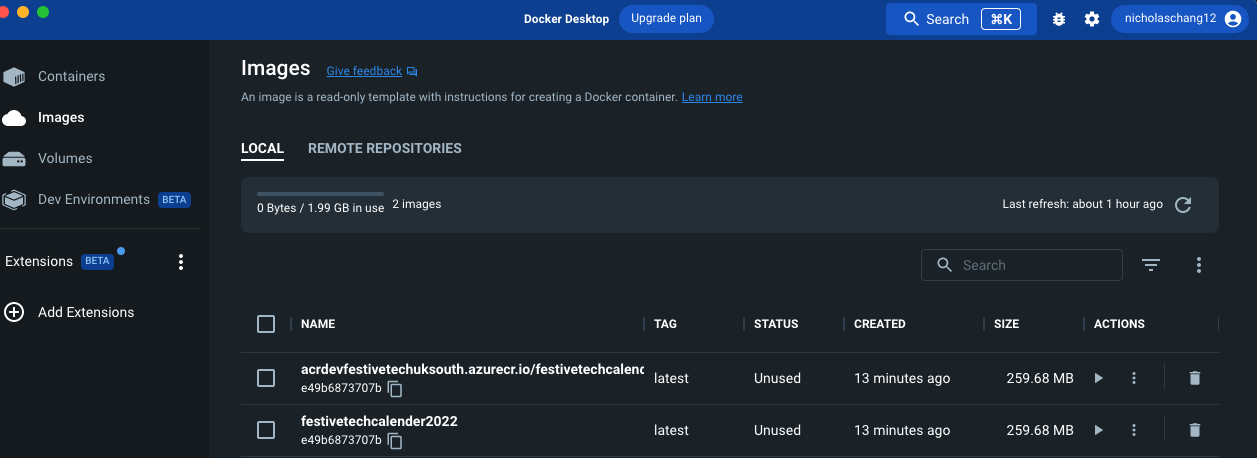 Docker Desktop Upgrade plan Search ⌘K nicholaschang12
Containers
Images
Volumes
Dev Environments BETA
Extensions BETA
Add Extensions
Images Give feedback
An image is a read-only template with instructions for creating a Docker container. Learn more
LOCAL REMOTE REPOSITORIES
0 Bytes / 1.99 GB in use 2 images Last refresh: about 1 hour ago
Search
NAME TAG STATUS CREATED SIZE ACTIONS
acrdevfestivetechuksouth.azurecr.io/festivetechcalenc latest Unused 13 minutes ago 259.68 MB
e49b6873707b
festivetechcalender2022 latest Unused 13 minutes ago 259.68 MB
e49b6873707b